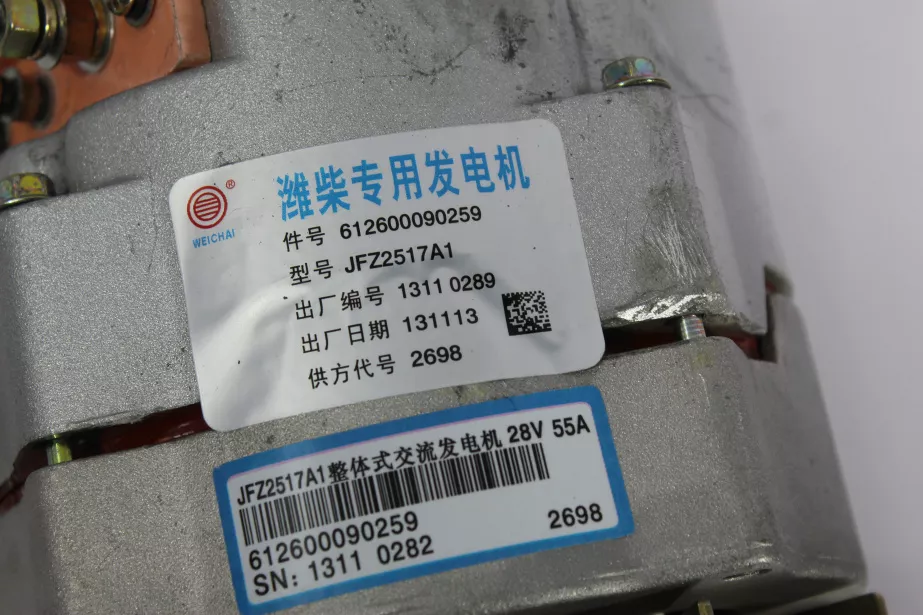 潍柴专用发电机
®
WEICHAI
件号 612600090259
型号 JFZ2517A1
出厂编号 1311 0289
出厂日期 131113
供方代号 2698
JFZ2517A1整体式交流发电机 28V 55A
612600090259
2698
SN: 1311 0282